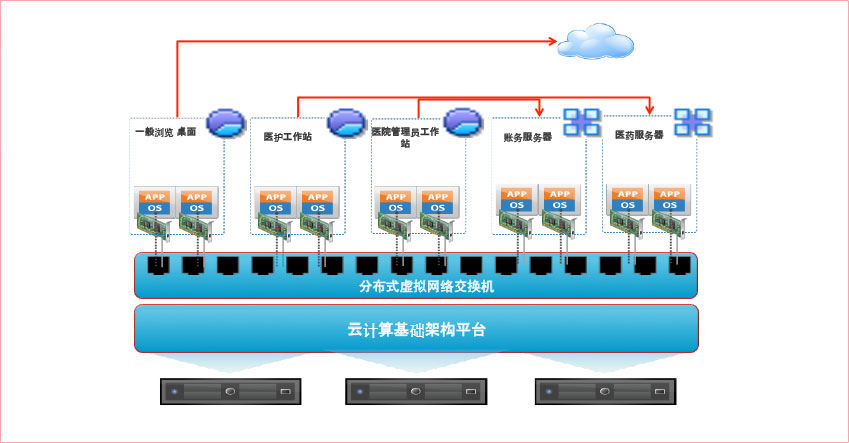 一般浏览 桌面
医护工作站
医院管理员工作
站
账务服务器
医药服务器
APP
OS
APP
OS
APP
OS
APP
OS
APP
OS
APP
OS
APP
OS
APP
OS
APP
OS
APP
OS
分布式虚拟网络交换机
云计算基础架构平台